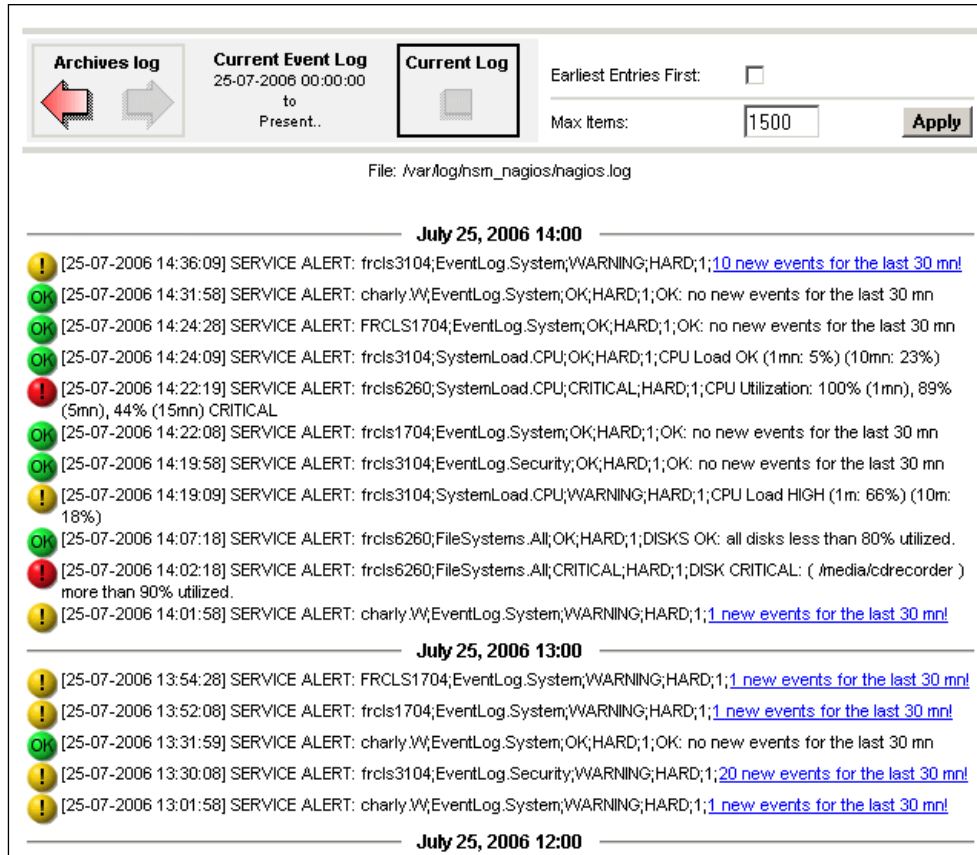 Archives log
Current Event Log
25-07-2006 00:00:00
to
Present..
Current Log
Earliest Entries First:
Max Items:
1500
Apply
File: /var/log/nsm_nagios/nagios.log
July 25, 2006 14:00
! [25-07-2006 14:36:09] SERVICE ALERT: frcls3104;EventLog.System;WARNING;HARD;1;10 new events for the last 30 mn!
OK [25-07-2006 14:31:58] SERVICE ALERT: charly.W;EventLog.System;OK;HARD;1;OK: no new events for the last 30 mn
OK [25-07-2006 14:24:28] SERVICE ALERT: FRCLS1704;EventLog.System;OK;HARD;1;OK: no new events for the last 30 mn
OK [25-07-2006 14:24:09] SERVICE ALERT: frcls3104;SystemLoad.CPU;OK;HARD;1;CPU Load OK (1mn: 5%) (10mn: 23%)
! [25-07-2006 14:22:19] SERVICE ALERT: frcls6260;SystemLoad.CPU;CRITICAL;HARD;1;CPU Utilization: 100% (1mn), 89%
(5mn), 44% (15mn) CRITICAL
OK [25-07-2006 14:22:08] SERVICE ALERT: frcls1704;EventLog.System;OK;HARD;1;OK: no new events for the last 30 mn
OK [25-07-2006 14:19:58] SERVICE ALERT: frcls3104;EventLog.Security;OK;HARD;1;OK: no new events for the last 30 mn
! [25-07-2006 14:19:09] SERVICE ALERT: frcls3104;SystemLoad.CPU;WARNING;HARD;1;CPU Load HIGH (1m: 66%) (10m:
18%)
OK [25-07-2006 14:07:18] SERVICE ALERT: frcls6260;FileSystems.All;OK;HARD;1;DISKS OK: all disks less than 80% utilized.
! [25-07-2006 14:02:18] SERVICE ALERT: frcls6260;FileSystems.All;CRITICAL;HARD;1;DISK CRITICAL: ( /media/cdrecorder )
more than 90% utilized.
! [25-07-2006 14:01:58] SERVICE ALERT: charly.W;EventLog.System;WARNING;HARD;1;1 new events for the last 30 mn!
July 25, 2006 13:00
! [25-07-2006 13:54:28] SERVICE ALERT: FRCLS1704;EventLog.System;WARNING;HARD;1;1 new events for the last 30 mn!
! [25-07-2006 13:52:08] SERVICE ALERT: frcls1704;EventLog.System;WARNING;HARD;1;1 new events for the last 30 mn!
OK [25-07-2006 13:31:59] SERVICE ALERT: charly.W;EventLog.System;OK;HARD;1;OK: no new events for the last 30 mn
! [25-07-2006 13:30:08] SERVICE ALERT: frcls3104;EventLog.Security;WARNING;HARD;1;20 new events for the last 30 mn!
! [25-07-2006 13:01:58] SERVICE ALERT: charly.W;EventLog.System;WARNING;HARD;1;1 new events for the last 30 mn!
July 25, 2006 12:00